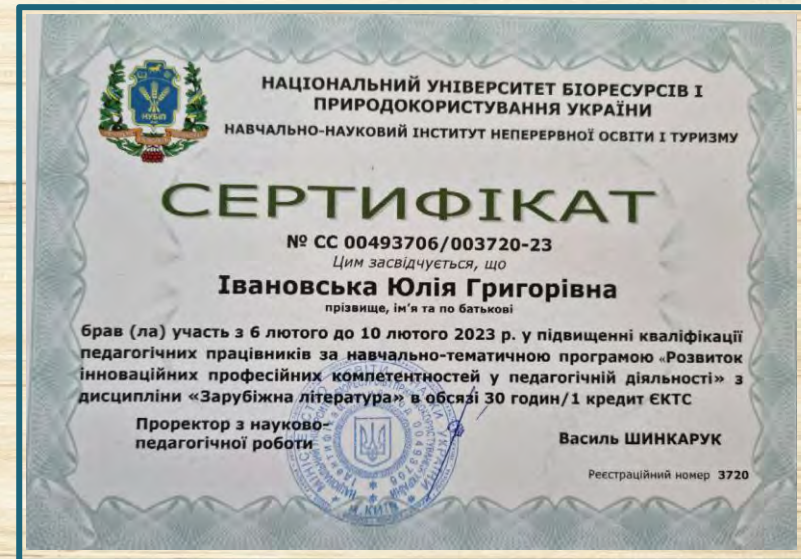 НУБІП
НАЦІОНАЛЬНИЙ УНІВЕРСИТЕТ БІОРЕСУРСІВ І
ПРИРОДОКОРИСТУВАННЯ УКРАЇНИ
НАВЧАЛЬНО-НАУКОВИЙ ІНСТИТУТ НЕПЕРЕРВНОЇ ОСВІТИ І ТУРИЗМУ
СЕРТИФІКАТ
№ СС 00493706/003720-23
Цим засвідчується, що
Івановська Юлія Григорівна
прізвище, ім’я та по батькові
брав (ла) участь з 6 лютого до 10 лютого 2023 р. у підвищенні кваліфікації
педагогічних працівників за навчально-тематичною програмою «Розвиток
інноваційних професійних компетентностей у педагогічній діяльності» з
дисципліни «Зарубіжна література» в обсязі 30 годин/1 кредит ЄКТС
Проректор з науково-
педагогічної роботи
Василь ШИНКАРУК
Реєстраційний номер 3720